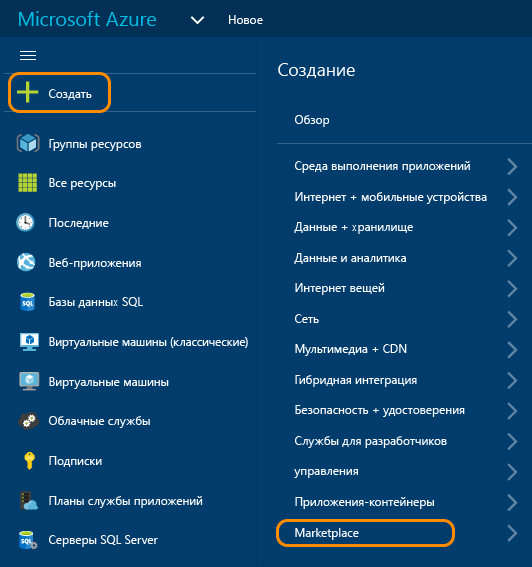 Microsoft Azure
Новое
Создать
Группы ресурсов
Все ресурсы
Последние
Веб-приложения
Базы данных SQL
Виртуальные машины (классические)
Виртуальные машины
Облачные службы
Подписки
Планы службы приложений
Серверы SQL Server
Создание
Обзор
Среда выполнения приложений
Интернет + мобильные устройства
Данные + хранилище
Данные и аналитика
Интернет вещей
Сеть
Мультимедиа + CDN
Гибридная интеграция
Безопасность + удостоверения
Службы для разработчиков
управления
Приложения-контейнеры
Marketplace